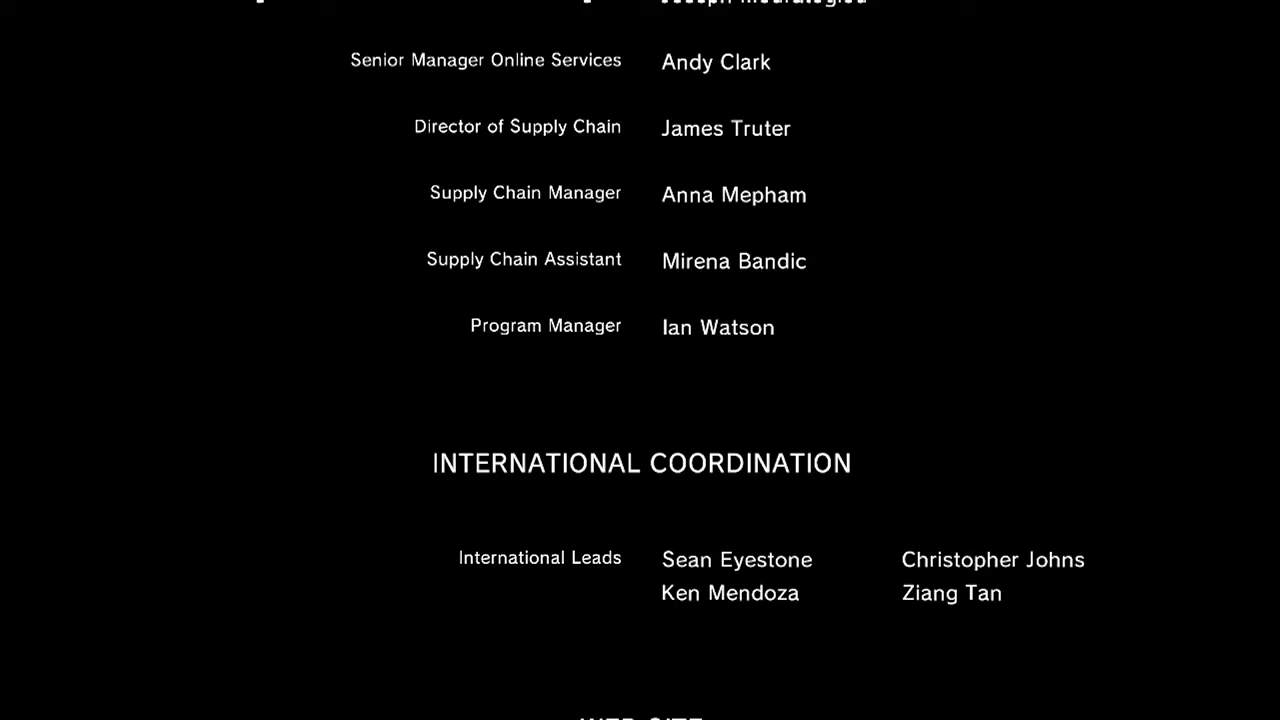 Senior Manager Online Services Andy Clark
Director of Supply Chain James Truter
Supply Chain Manager Anna Mepham
Supply Chain Assistant Mirena Bandic
Program Manager Ian Watson
INTERNATIONAL COORDINATION
International Leads Sean Eyestone Christopher Johns
Ken Mendoza Ziang Tan